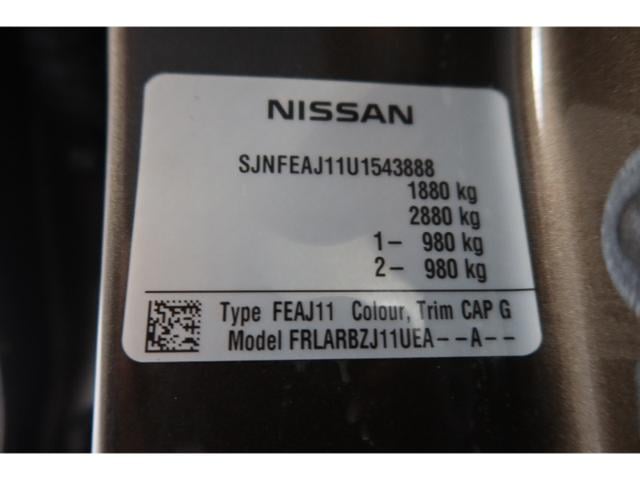 NISSAN
SJNFEAJ11U1543888
1880 kg
2880 kg
1- 980 kg
2- 980 kg
Type FEAJ11 Colour, Trim CAP G
Model FRLARBZJ11UEA--A--